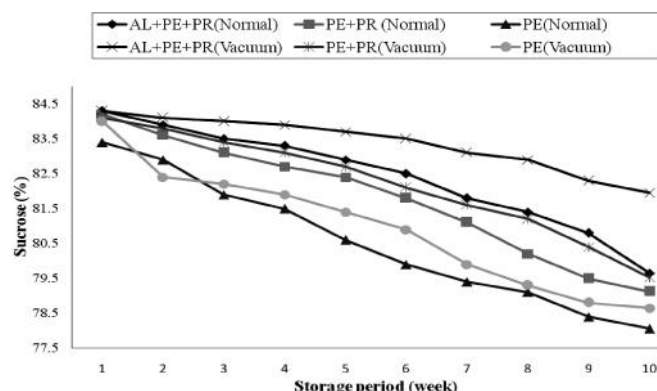 AL+PE+PR(Normal) PE+PR (Normal) PE(Normal)
AL+PE+PR(Vacuum) PE+PR(Vacuum) PE(Vacuum)
84.5
83.5
82.5
81.5
80.5
79.5
78.5
77.5
Sucrose (%)
1 2 3 4 5 6 7 8 9 10
Storage period (week)